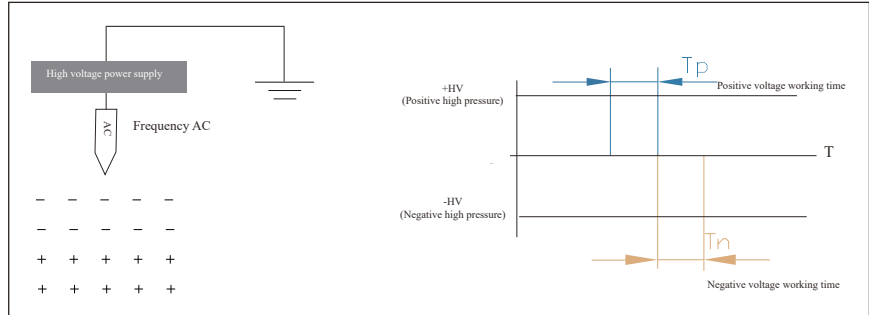 High voltage power supply
AC
Frequency AC
− − − − −
− − − − −
+ + + + +
+ + + + +
Tp
Positive voltage working time
+HV
(Positive high pressure)
T
-HV
(Negative high pressure)
Tn
Negative voltage working time